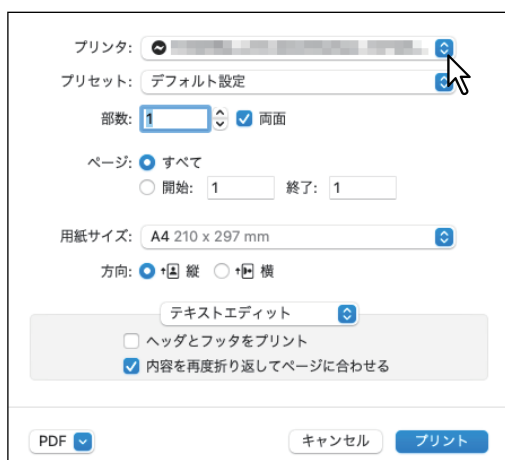 プリンタ:
プリセット: デフォルト設定
部数: 1 両面
ページ: すべて
開始: 1 終了: 1
用紙サイズ: A4 210 x 297 mm
方向: 縦 横
テキストエディット
ヘッダとフッタをプリント
内容を再度折り返してページに合わせる
PDF キャンセル プリント